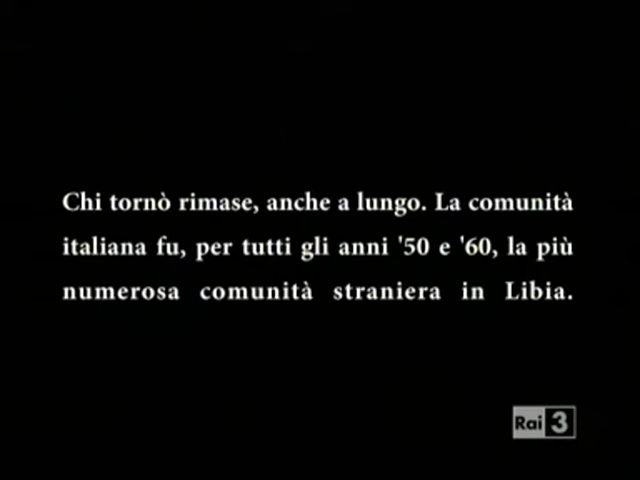 Chi tornò rimase, anche a lungo. La comunità
italiana fu, per tutti gli anni '50 e '60, la più
numerosa comunità straniera in Libia.
Rai 3